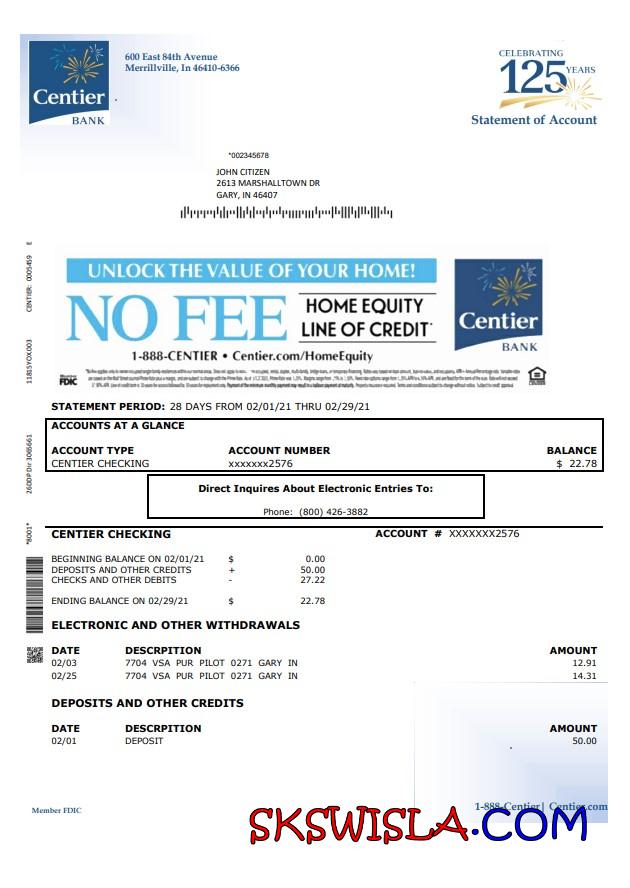 Centier
BANK
600 East 84th Avenue
Merrillville, In 46410-6366
CELEBRATING
125 YEARS
Statement of Account
*002345678
JOHN CITIZEN
2613 MARSHALLTOWN DR
GARY, IN 46407
CENTIER: 0005459 E
11815YOX.003
260DP Dir 3065661
*8001*
UNLOCK THE VALUE OF YOUR HOME!
NO FEE
HOME EQUITY
LINE OF CREDIT*
1-888-CENTIER • Centier.com/HomeEquity
Centier
BANK
Member
FDIC
STATEMENT PERIOD: 28 DAYS FROM 02/01/21 THRU 02/29/21
ACCOUNTS AT A GLANCE
ACCOUNT TYPE ACCOUNT NUMBER BALANCE
CENTIER CHECKING xxxxxxx2576 $ 22.78
Direct Inquires About Electronic Entries To:
Phone: (800) 426-3882
CENTIER CHECKING ACCOUNT # XXXXXXX2576
BEGINNING BALANCE ON 02/01/21 $ 0.00
DEPOSITS AND OTHER CREDITS + 50.00
CHECKS AND OTHER DEBITS - 27.22
ENDING BALANCE ON 02/29/21 $ 22.78
ELECTRONIC AND OTHER WITHDRAWALS
DATE DESCRPITION AMOUNT
02/03 7704 VSA PUR PILOT 0271 GARY IN 12.91
02/25 7704 VSA PUR PILOT 0271 GARY IN 14.31
DEPOSITS AND OTHER CREDITS
DATE DESCRPITION AMOUNT
02/01 DEPOSIT 50.00
Member FDIC
1-888-Centier| Centier.com
SKSWISLA.COM